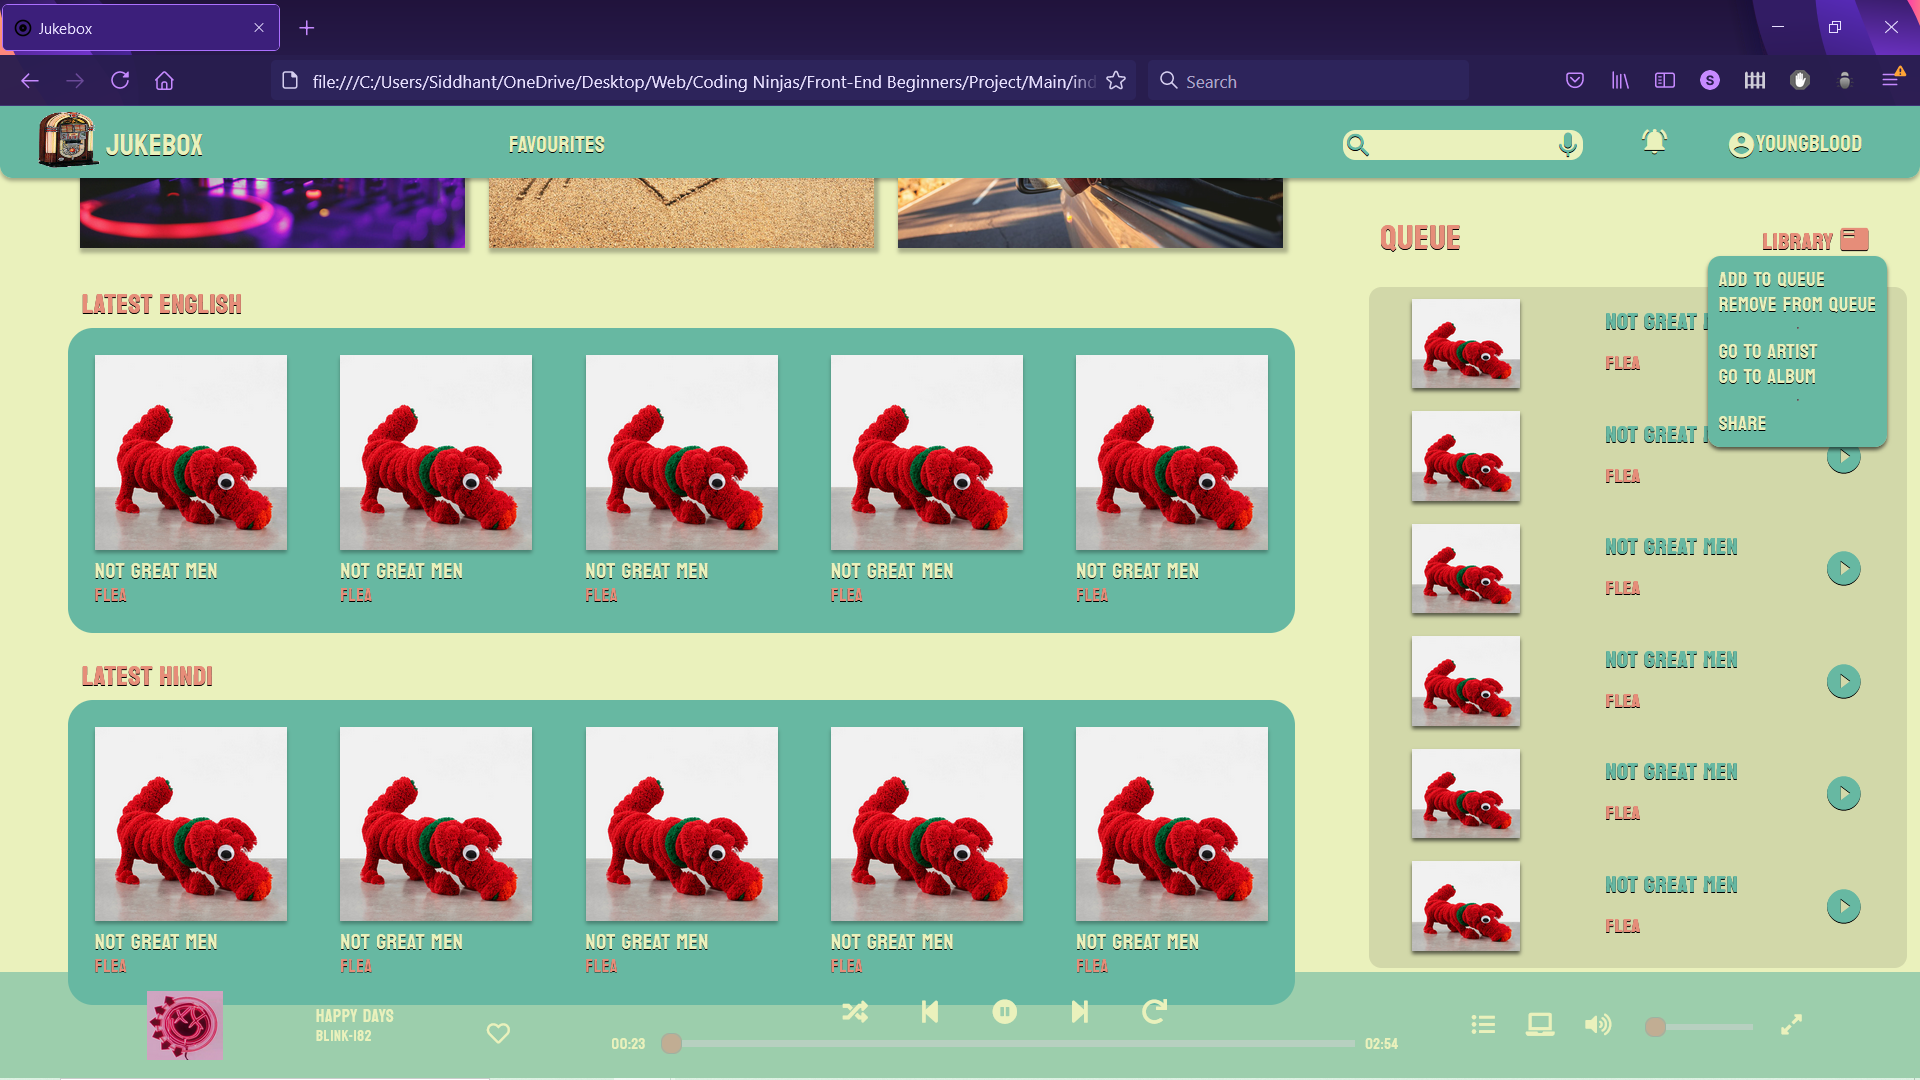 Jukebox
file:///C:/Users/Siddhant/OneDrive/Desktop/Web/Coding Ninjas/Front-End Beginners/Project/Main/ind
Search
S
JUKEBOX
FAVOURITES
YOUNGBLOOD
QUEUE
LIBRARY
ADD TO QUEUE
REMOVE FROM QUEUE
GO TO ARTIST
GO TO ALBUM
SHARE
LATEST ENGLISH
NOT GREAT MEN
FLEA
NOT GREAT MEN
FLEA
NOT GREAT MEN
FLEA
NOT GREAT MEN
FLEA
NOT GREAT MEN
FLEA
LATEST HINDI
NOT GREAT MEN
FLEA
NOT GREAT MEN
FLEA
NOT GREAT MEN
FLEA
NOT GREAT MEN
FLEA
NOT GREAT MEN
FLEA
NOT GREAT
FLEA
NOT GREAT
FLEA
NOT GREAT MEN
FLEA
NOT GREAT MEN
FLEA
NOT GREAT MEN
FLEA
NOT GREAT MEN
FLEA
HAPPY DAYS
BLINK-182
00:23
02:54